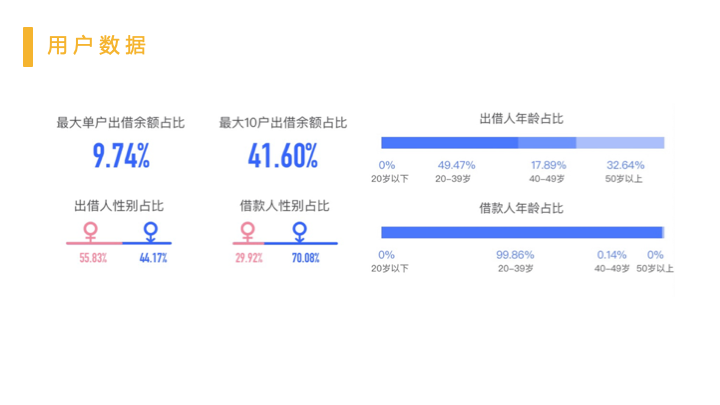 用户数据
最大单户出借余额占比
最大10户出借余额占比
9.74%
41.60%
出借人性别占比
借款人性别占比
55.83%
44.17%
29.92%
70.08%
出借人年龄占比
0%
49.47%
17.89%
32.64%
20岁以下
20-39岁
40-49岁
50岁以上
借款人年龄占比
0%
99.86%
0.14%
0%
20岁以下
20-39岁
40-49岁
50岁以上